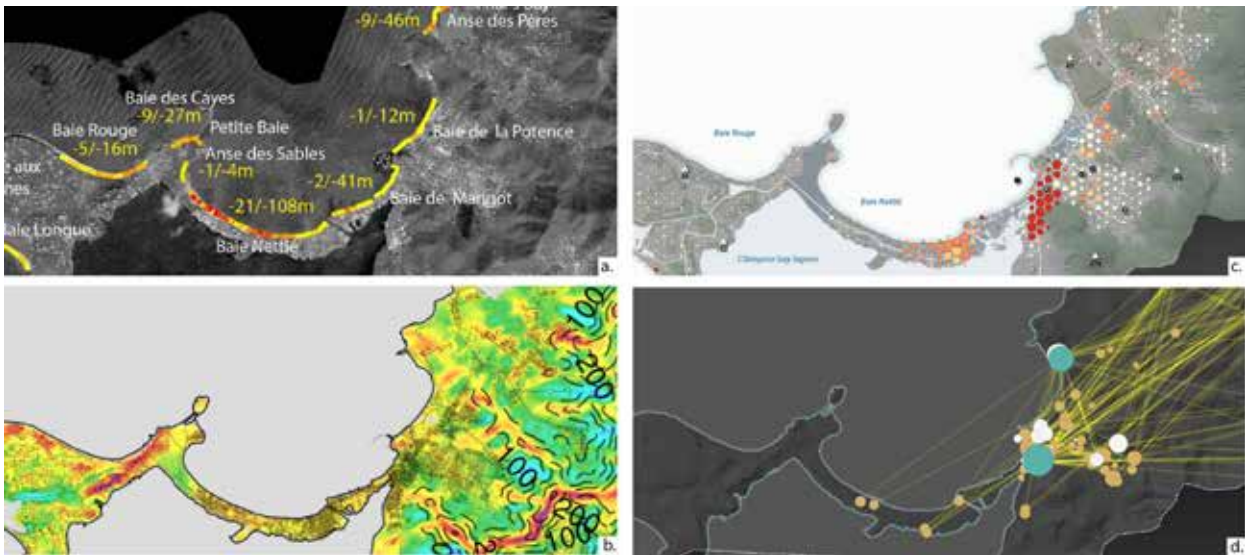 -9/-46m
Anse des Pères
Baie des Cayes
-9/-27m
Baie Rouge
-5/-16m
Petite Baie
Anse des Sables
-1/-4m
-1/-12m
Baie de la Potence
-2/-41m
-21/-108m
Baie de Marigot
Baie Nettlé
Baie Longue
a.
Baie Rouge
Baie Nettlé
c.
100
200
100
200
100
b.
d.